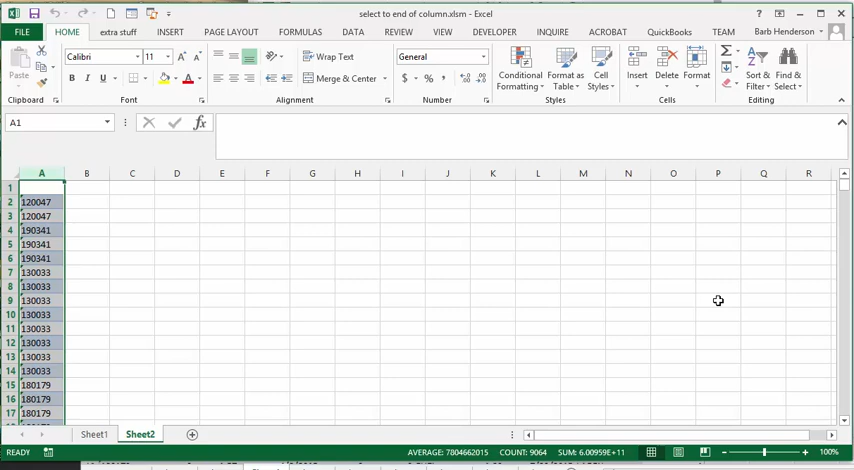 select to end of column.xlsm - Excel
FILE HOME extra stuff INSERT PAGE LAYOUT FORMULAS DATA REVIEW VIEW DEVELOPER INQUIRE ACROBAT QuickBooks TEAM Barb Henderson
Paste Calibri 11 Wrap Text General Conditional Formatting Format as Table Cell Styles Insert Delete Format Sort & Filter Find & Select
B I U A A Merge & Center $ %
Clipboard Font Alignment Number Styles Cells Editing
A1 fx
A B C D E F G H I J K L M N O P Q R
1
2 120047
3 120047
4 190341
5 190341
6 190341
7 130033
8 130033
9 130033
10 130033
11 130033
12 130033
13 130033
14 130033
15 180179
16 180179
17 180179
Sheet1 Sheet2
READY AVERAGE: 7804662015 COUNT: 9064 SUM: 6.00959E+11 100%